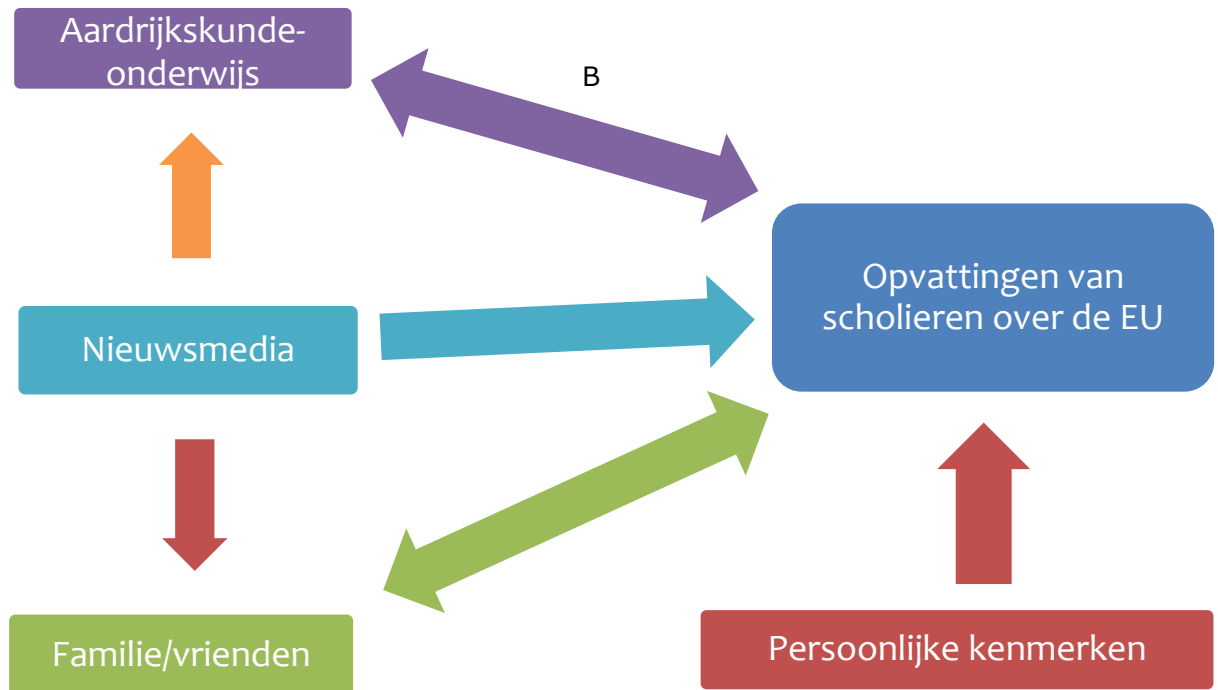 Aardrijkskunde-
onderwijs
B
Nieuwsmedia
Opvattingen van
scholieren over de EU
Familie/vrienden
Persoonlijke kenmerken